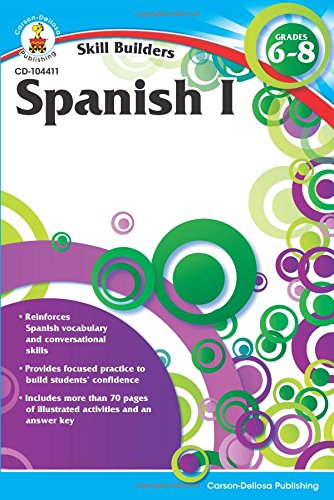 Carson-Dellosa
Publishing
CD-104411
Skill Builders
GRADES
6-8
Spanish I
• Reinforces
Spanish vocabulary
and conversational
skills
• Provides focused practice to
build students' confidence
• Includes more than 70 pages
of illustrated activities and an
answer key
Carson-Dellosa Publishing